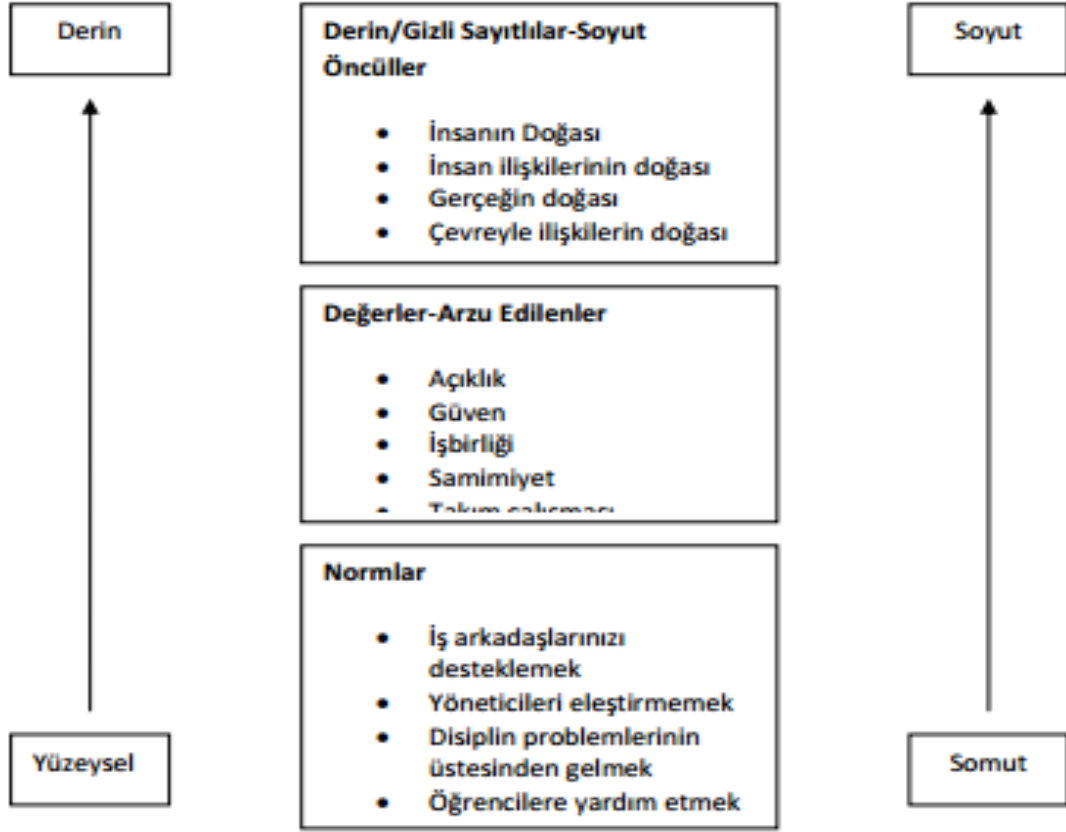 Derin
Derin/Gizli Sayıtlılar-Soyut
Öncüller
Soyut
• İnsanın Doğası
• İnsan ilişkilerinin doğası
• Gerçeğin doğası
• Çevreyle ilişkilerin doğası
Değerler-Arzu Edilenler
• Açıklık
• Güven
• İşbirliği
• Samimiyet
• Takım çalışması
Normlar
• İş arkadaşlarınızı
desteklemek
• Yöneticileri eleştirmemek
• Disiplin problemlerinin
üstesinden gelmek
• Öğrencilere yardım etmek
Yüzeysel
Somut